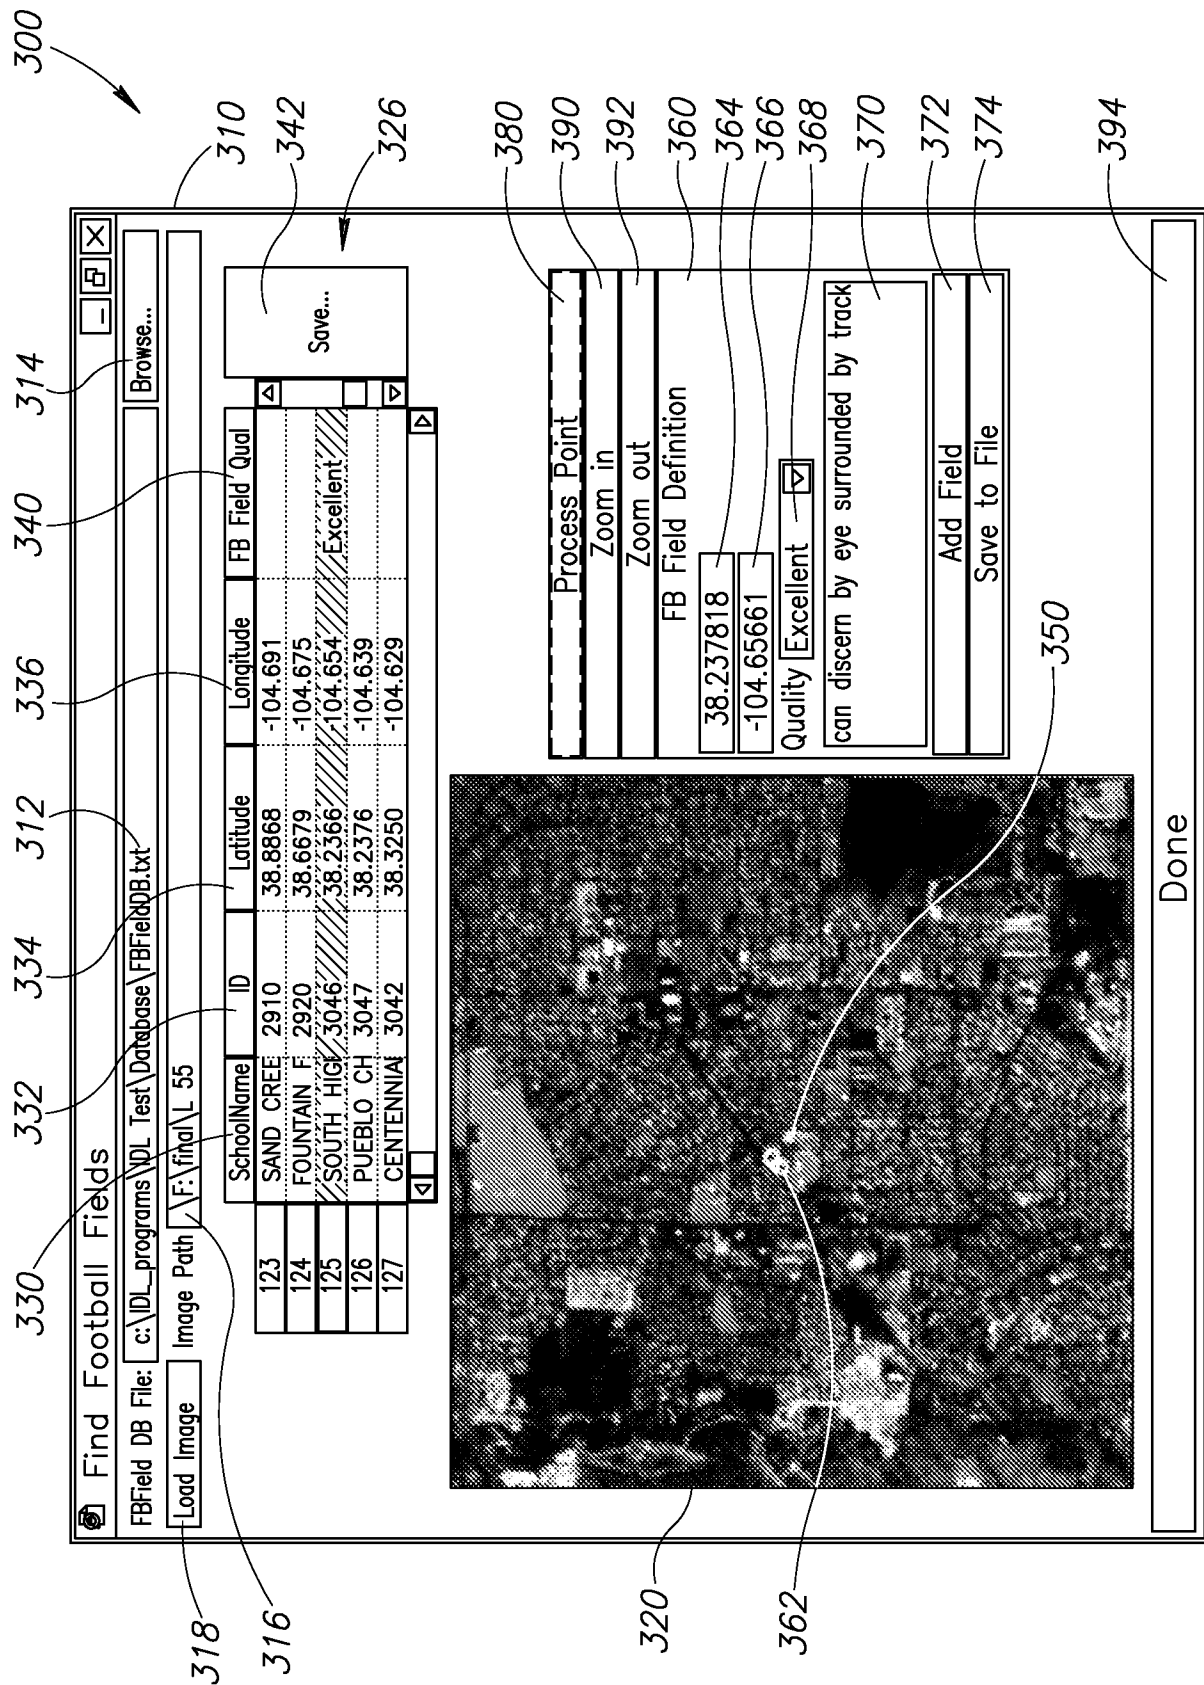 300
330 332 334 312 336 340 314
Find Football Fields
FBField DB File: c:\IDL_programs\IDL Test\Database\FBFieldDB.txt Browse...
Load Image Image Path \F:\final\L 55
318
316
310
342
326
SchoolName ID Latitude Longitude FB Field Qual
123 SAND CREE 2910 38.8868 -104.691
124 FOUNTAIN F 2920 38.6679 -104.675
125 SOUTH HIGI 3046 38.2366 -104.654 Excellent
126 PUEBLO CH 3047 38.2376 -104.639
127 CENTENNIA 3042 38.3250 -104.629
Save...
Process Point
Zoom in
Zoom out
FB Field Definition
38.237818
-104.65661
Quality Excellent
can discern by eye surrounded by track
Add Field
Save to File
380
390
392
360
364
366
368
370
372
374
320
362
350
Done
394